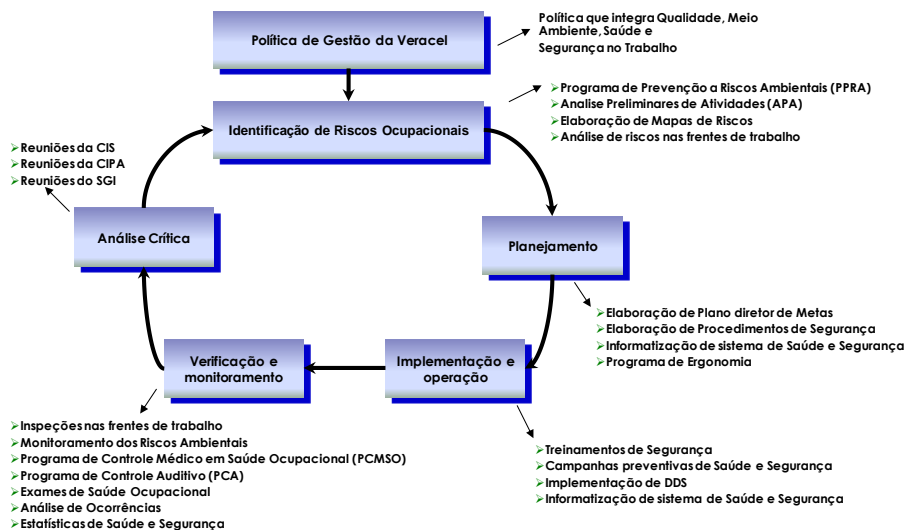 Política de Gestão da Veracel
Política que integra Qualidade, Meio
Ambiente, Saúde e
Segurança no Trabalho
Identificação de Riscos Ocupacionais
➢Programa de Prevenção a Riscos Ambientais (PPRA)
➢Analise Preliminares de Atividades (APA)
➢Elaboração de Mapas de Riscos
➢Análise de riscos nas frentes de trabalho
➢Reuniões da CIS
➢Reuniões da CIPA
➢Reuniões do SGI
Análise Crítica
Planejamento
➢Elaboração de Plano diretor de Metas
➢Elaboração de Procedimentos de Segurança
➢Informatização de sistema de Saúde e Segurança
➢Programa de Ergonomia
Verificação e
monitoramento
Implementação e
operação
➢Inspeções nas frentes de trabalho
➢Monitoramento dos Riscos Ambientais
➢Programa de Controle Médico em Saúde Ocupacional (PCMSO)
➢Programa de Controle Auditivo (PCA)
➢Exames de Saúde Ocupacional
➢Análise de Ocorrências
➢Estatísticas de Saúde e Segurança
➢Treinamentos de Segurança
➢Campanhas preventivas de Saúde e Segurança
➢Implementação de DDS
➢Informatização de sistema de Saúde e Segurança